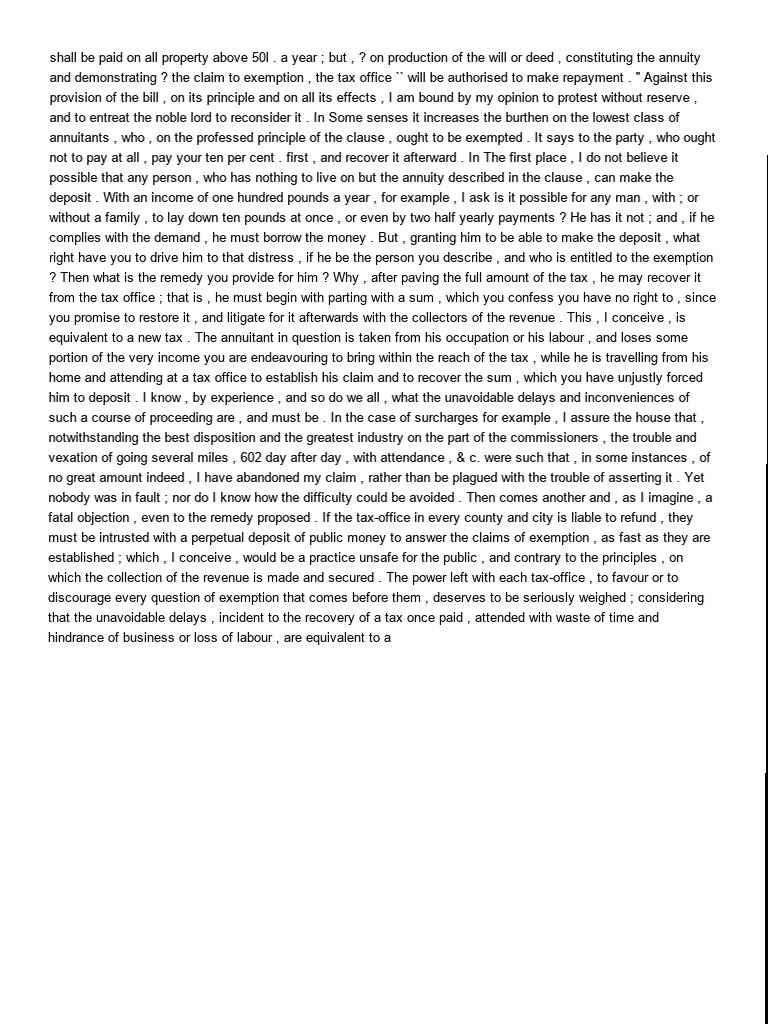 shall be paid on all property above 50l . a year ; but , ? on production of the will or deed , constituting the annuity
and demonstrating ? the claim to exemption , the tax office `` will be authorised to make repayment . " Against this
provision of the bill , on its principle and on all its effects , I am bound by my opinion to protest without reserve ,
and to entreat the noble lord to reconsider it . In Some senses it increases the burthen on the lowest class of
annuitants , who , on the professed principle of the clause , ought to be exempted . It says to the party , who ought
not to pay at all , pay your ten per cent . first , and recover it afterward . In The first place , I do not believe it
possible that any person , who has nothing to live on but the annuity described in the clause , can make the
deposit . With an income of one hundred pounds a year , for example , I ask is it possible for any man , with ; or
without a family , to lay down ten pounds at once , or even by two half yearly payments ? He has it not ; and , if he
complies with the demand , he must borrow the money . But , granting him to be able to make the deposit , what
right have you to drive him to that distress , if he be the person you describe , and who is entitled to the exemption
? Then what is the remedy you provide for him ? Why , after paving the full amount of the tax , he may recover it
from the tax office ; that is , he must begin with parting with a sum , which you confess you have no right to , since
you promise to restore it , and litigate for it afterwards with the collectors of the revenue . This , I conceive , is
equivalent to a new tax . The annuitant in question is taken from his occupation or his labour , and loses some
portion of the very income you are endeavouring to bring within the reach of the tax , while he is travelling from his
home and attending at a tax office to establish his claim and to recover the sum , which you have unjustly forced
him to deposit . I know , by experience , and so do we all , what the unavoidable delays and inconveniences of
such a course of proceeding are , and must be . In the case of surcharges for example , I assure the house that ,
notwithstanding the best disposition and the greatest industry on the part of the commissioners , the trouble and
vexation of going several miles , 602 day after day , with attendance , & c. were such that , in some instances , of
no great amount indeed , I have abandoned my claim , rather than be plagued with the trouble of asserting it . Yet
nobody was in fault ; nor do I know how the difficulty could be avoided . Then comes another and , as I imagine , a
fatal objection , even to the remedy proposed . If the tax-office in every county and city is liable to refund , they
must be intrusted with a perpetual deposit of public money to answer the claims of exemption , as fast as they are
established ; which , I conceive , would be a practice unsafe for the public , and contrary to the principles , on
which the collection of the revenue is made and secured . The power left with each tax-office , to favour or to
discourage every question of exemption that comes before them , deserves to be seriously weighed ; considering
that the unavoidable delays , incident to the recovery of a tax once paid , attended with waste of time and
hindrance of business or loss of labour , are equivalent to a